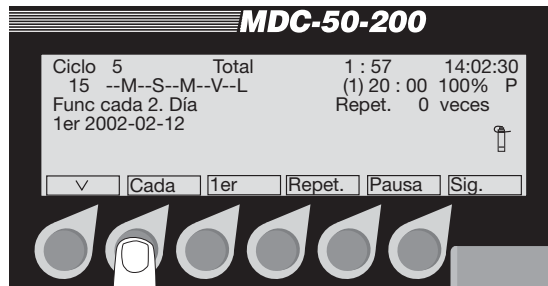 MDC-50-200
Ciclo 5 Total 1 : 57 14:02:30
15 --M--S--M--V--L (1) 20 : 00 100% P
Func cada 2. Día Repet. 0 veces
1er 2002-02-12
Cada 1er Repet. Pausa Sig.